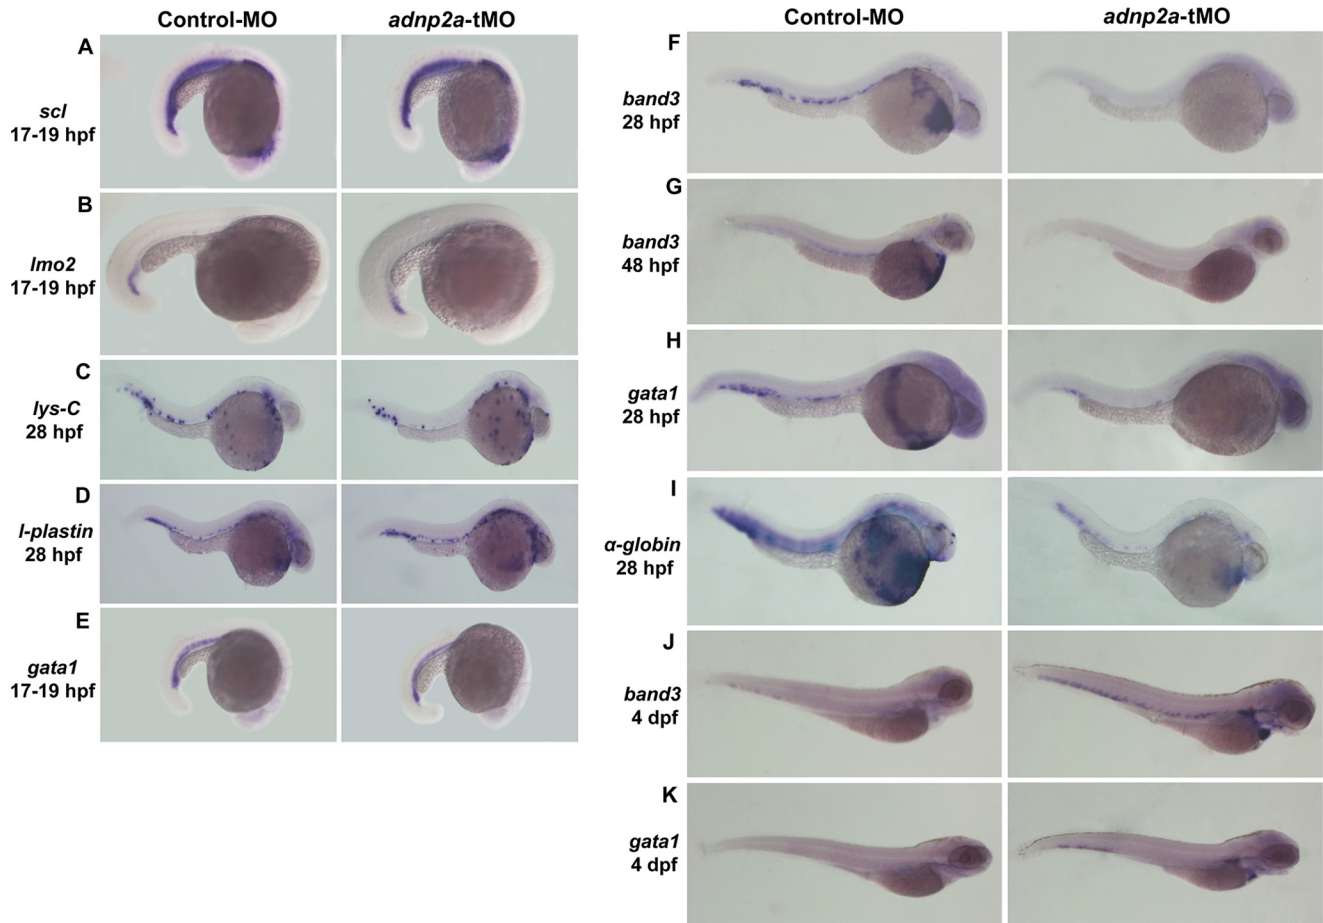 Control-MO adnp2a-tMO
A
scl
17-19 hpf
B
lmo2
17-19 hpf
C
lys-C
28 hpf
D
l-plastin
28 hpf
E
gata1
17-19 hpf
Control-MO adnp2a-tMO
F
band3
28 hpf
G
band3
48 hpf
H
gata1
28 hpf
I
α-globin
28 hpf
J
band3
4 dpf
K
gata1
4 dpf